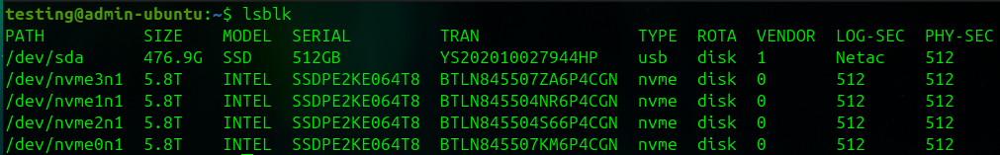 testing@admin-ubuntu:~$ lsblk
PATH SIZE MODEL SERIAL TRAN TYPE ROTA VENDOR LOG-SEC PHY-SEC
/dev/sda 476.9G SSD 512GB YS202010027944HP usb disk 1 Netac 512
/dev/nvme3n1 5.8T INTEL SSDPE2KE064T8 BTLN845507ZA6P4CGN nvme disk 0 512 512
/dev/nvme1n1 5.8T INTEL SSDPE2KE064T8 BTLN845504NR6P4CGN nvme disk 0 512 512
/dev/nvme2n1 5.8T INTEL SSDPE2KE064T8 BTLN845504S66P4CGN nvme disk 0 512 512
/dev/nvme0n1 5.8T INTEL SSDPE2KE064T8 BTLN845507KM6P4CGN nvme disk 0 512 512